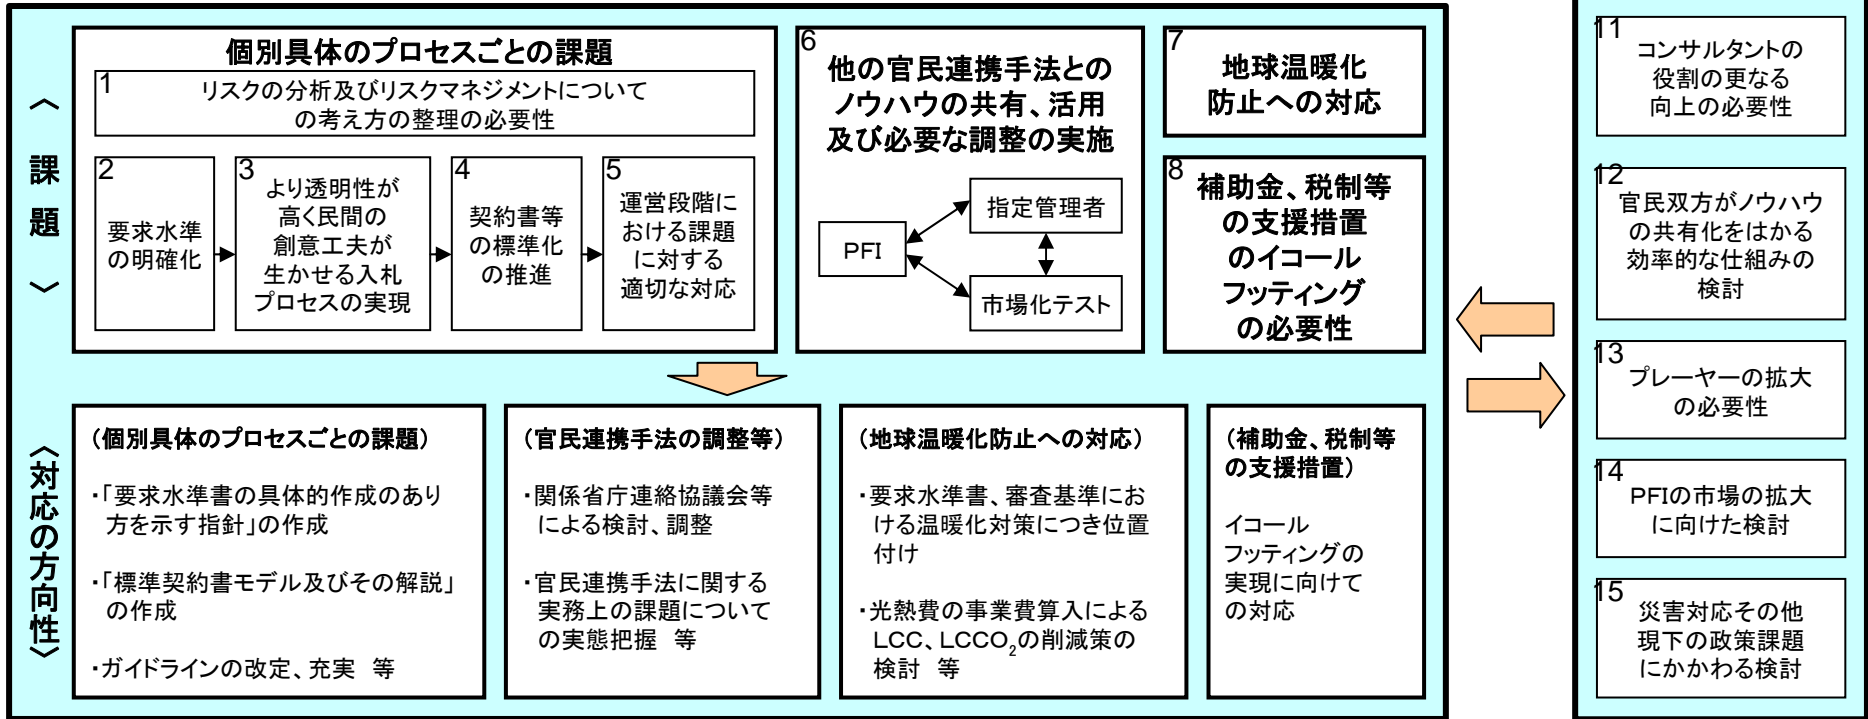 〈課題〉
個別具体のプロセスごとの課題
1
リスクの分析及びリスクマネジメントについて
の考え方の整理の必要性
2
要求水準
の明確化
3
より透明性が
高く民間の
創意工夫が
生かせる入札
プロセスの実現
4
契約書等
の標準化
の推進
5
運営段階に
おける課題
に対する
適切な対応
6
他の官民連携手法との
ノウハウの共有、活用
及び必要な調整の実施
PFI
指定管理者
市場化テスト
7
地球温暖化
防止への対応
8
補助金、税制等
の支援措置
のイコール
フッティング
の必要性
〈対応の方向性〉
（個別具体のプロセスごとの課題）
・「要求水準書の具体的作成のあり
方を示す指針」の作成
・「標準契約書モデル及びその解説」
の作成
・ガイドラインの改定、充実　等
（官民連携手法の調整等）
・関係省庁連絡協議会等
による検討、調整
・官民連携手法に関する
実務上の課題について
の実態把握　等
（地球温暖化防止への対応）
・要求水準書、審査基準にお
ける温暖化対策につき位置
付け
・光熱費の事業費算入による
LCC、LCCO₂の削減策の
検討　等
（補助金、税制等
の支援措置）
イコール
フッティングの
実現に向けて
の対応
11
コンサルタントの
役割の更なる
向上の必要性
12
官民双方がノウハウ
の共有化をはかる
効率的な仕組みの
検討
13
プレーヤーの拡大
の必要性
14
PFIの市場の拡大
に向けた検討
15
災害対応その他
現下の政策課題
にかかわる検討